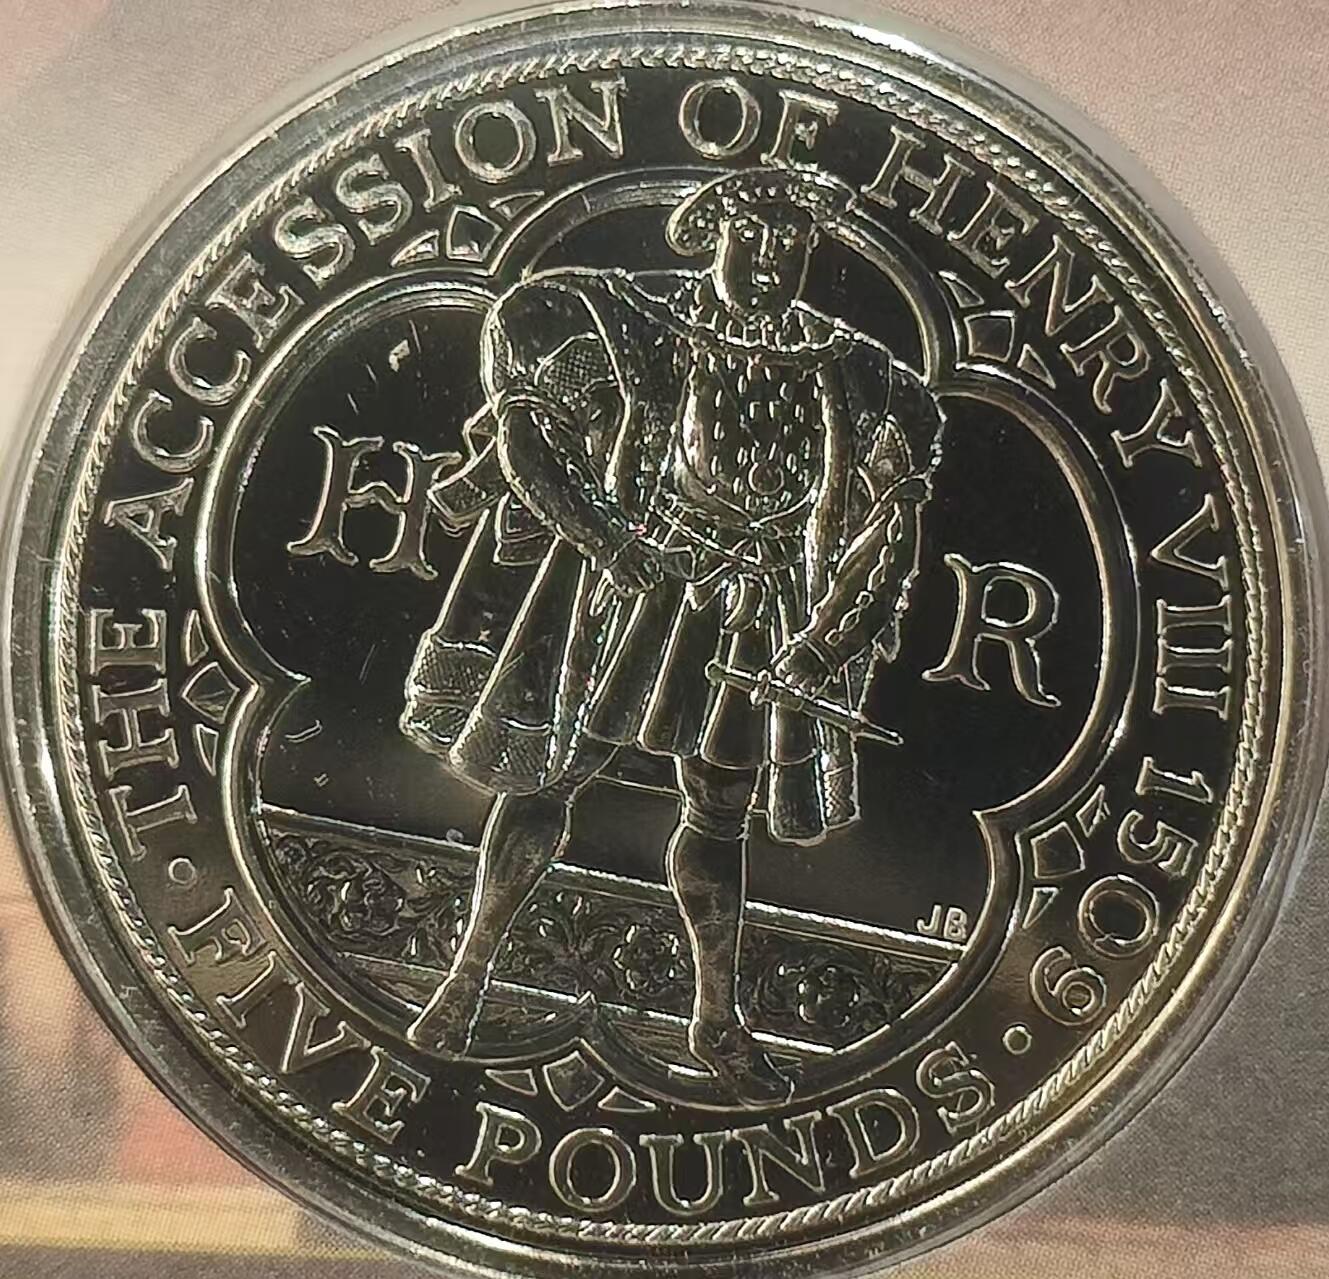 THE ACCESSION OF HENRY VIII 1509
H R
JB
· FIVE POUNDS ·